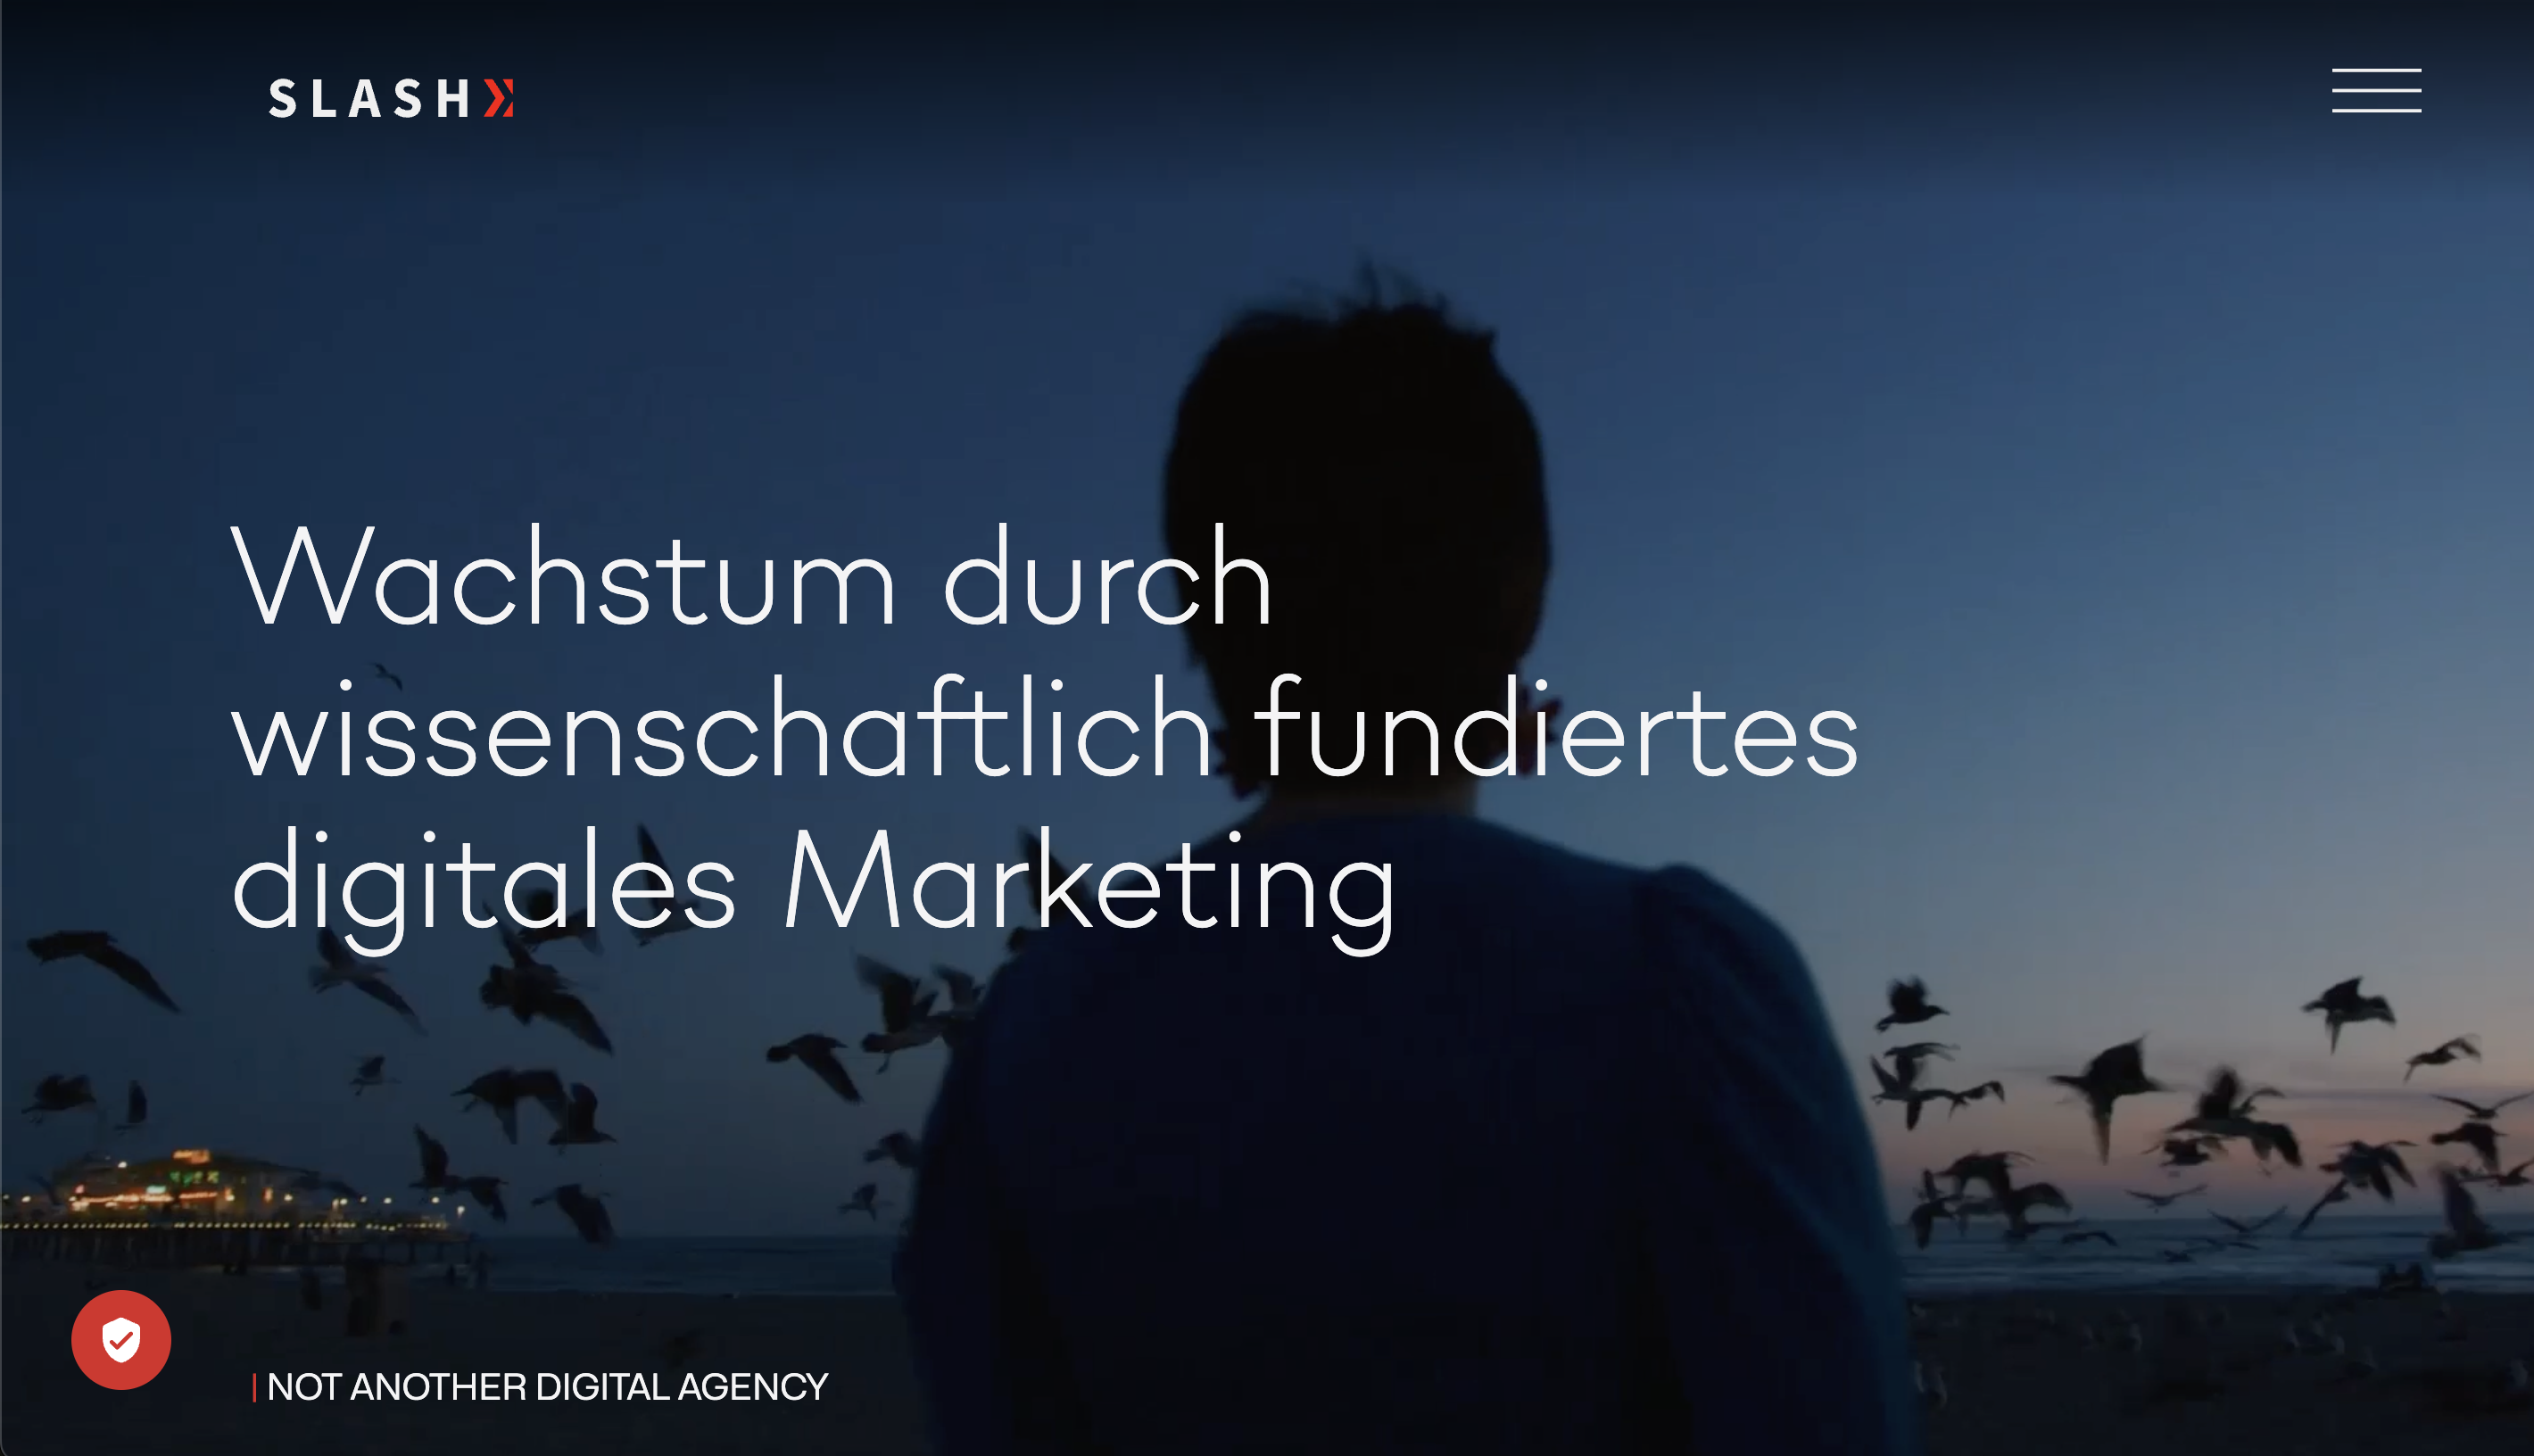 SLASH
Wachstum durch
wissenschaftlich fundiertes
digitales Marketing
| NOT ANOTHER DIGITAL AGENCY